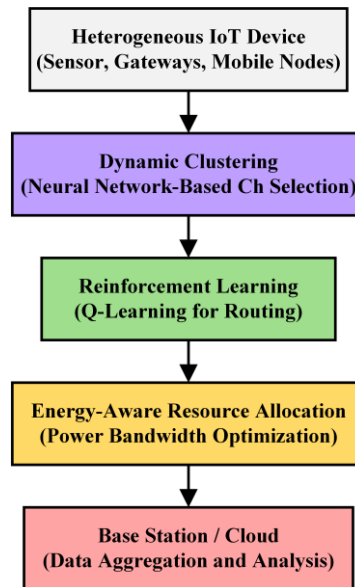 Heterogeneous IoT Device
(Sensor, Gateways, Mobile Nodes)
Dynamic Clustering
(Neural Network-Based Ch Selection)
Reinforcement Learning
(Q-Learning for Routing)
Energy-Aware Resource Allocation
(Power Bandwidth Optimization)
Base Station / Cloud
(Data Aggregation and Analysis)